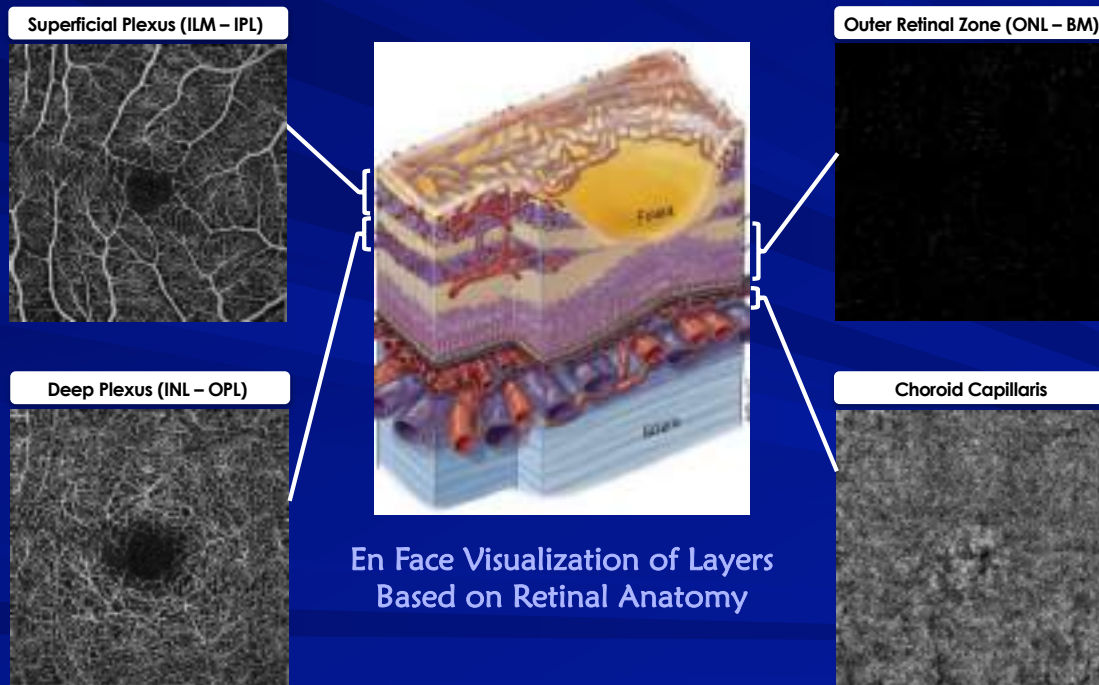 Superficial Plexus (ILM – IPL)
Outer Retinal Zone (ONL – BM)
Fovea
Deep Plexus (INL – OPL)
Choroid Capillaris
Sclera
En Face Visualization of Layers
Based on Retinal Anatomy